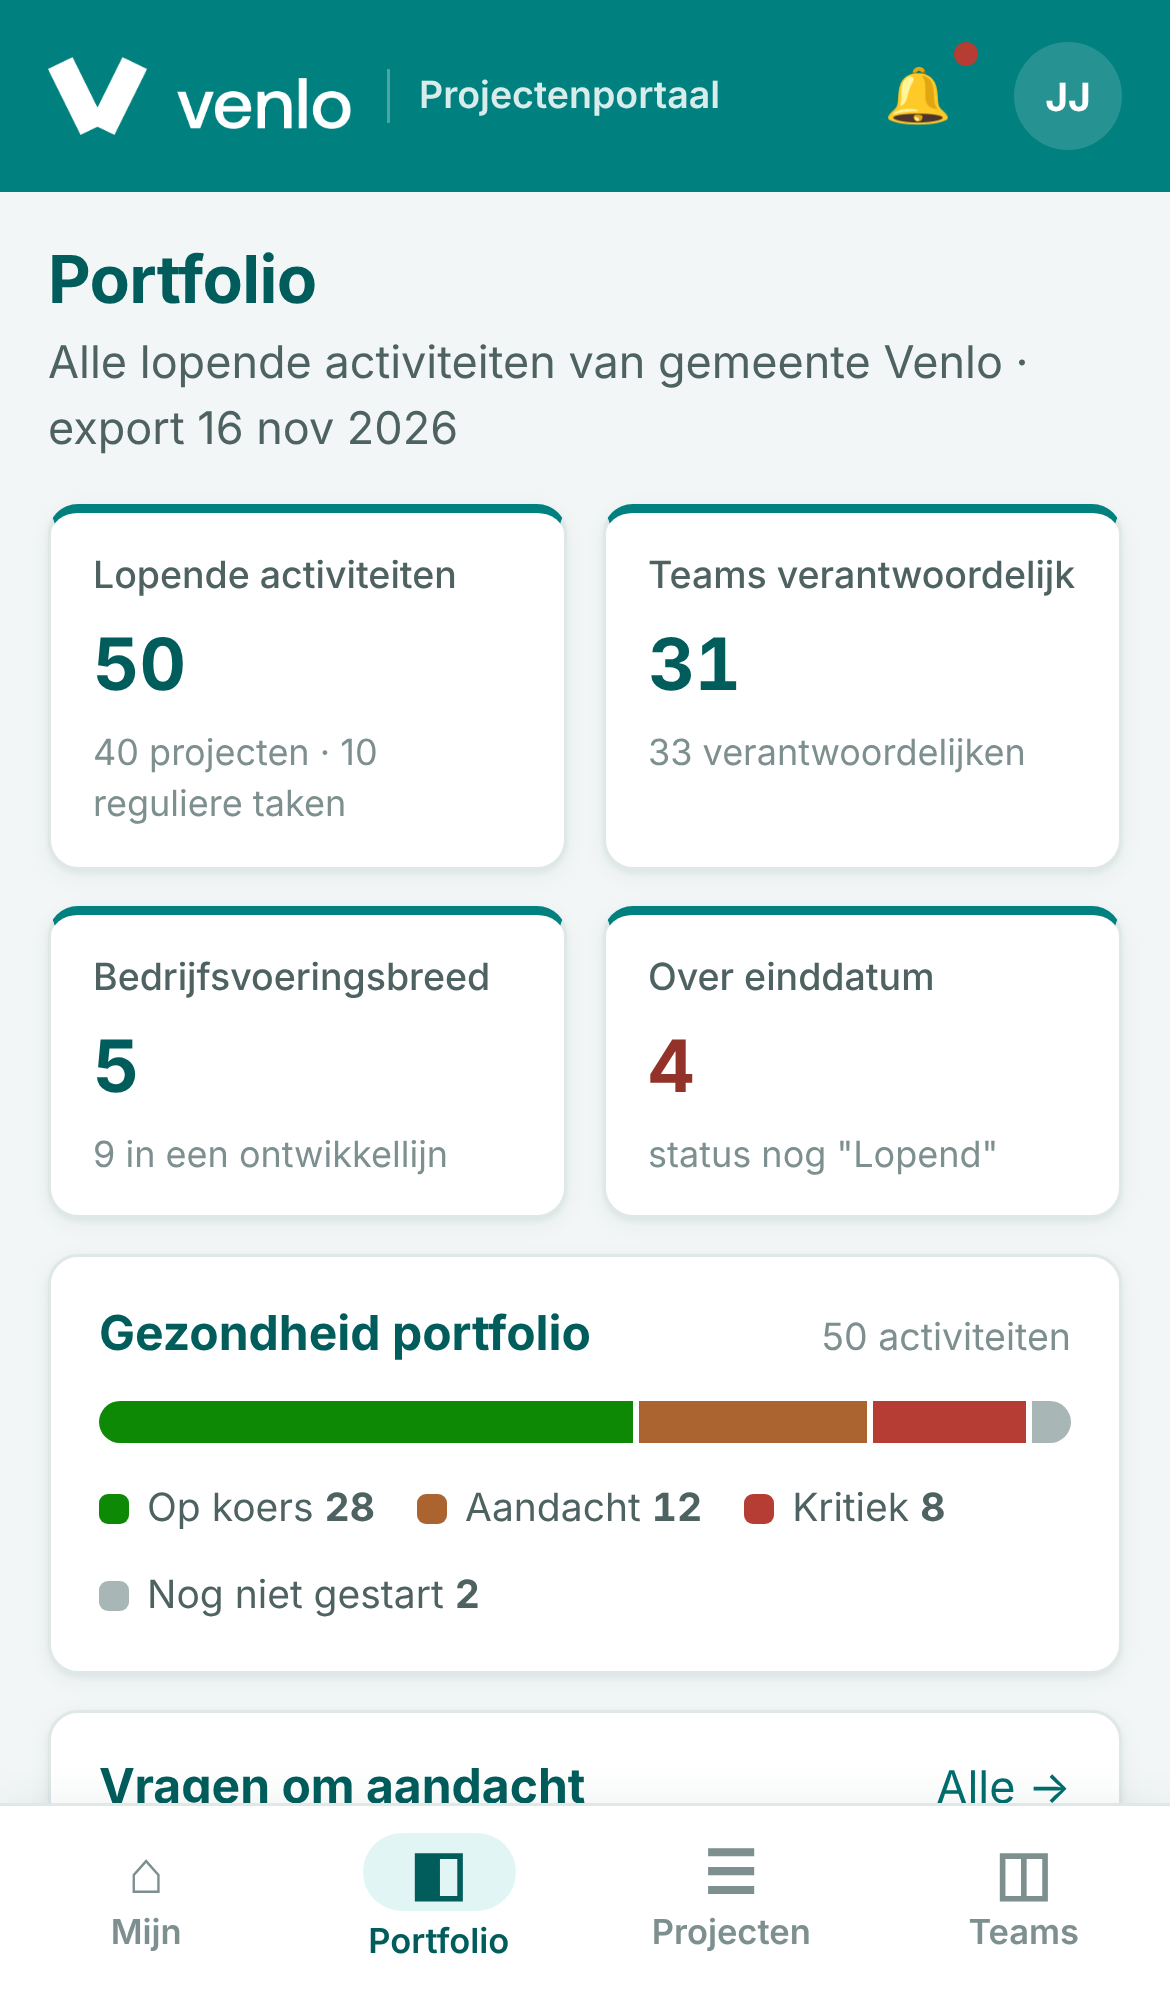 venlo
Projectenportaal
JJ
Portfolio
Alle lopende activiteiten van gemeente Venlo ·
export 16 nov 2026
Lopende activiteiten
50
40 projecten · 10
reguliere taken
Teams verantwoordelijk
31
33 verantwoordelijken
Bedrijfsvoeringsbreed
5
9 in een ontwikkellijn
Over einddatum
4
status nog "Lopend"
Gezondheid portfolio
50 activiteiten
Op koers 28
Aandacht 12
Kritiek 8
Nog niet gestart 2
Vragen om aandacht
Alle →
Mijn
Portfolio
Projecten
Teams